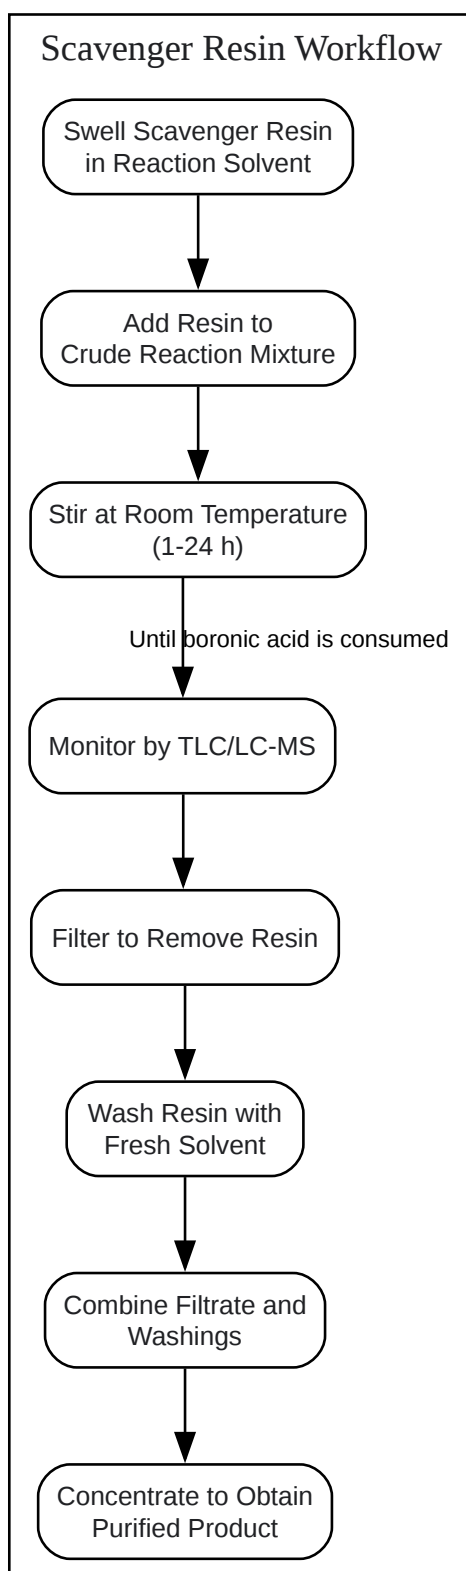 Scavenger Resin Workflow
Swell Scavenger Resin
in Reaction Solvent
Add Resin to
Crude Reaction Mixture
Stir at Room Temperature
(1-24 h)
Until boronic acid is consumed
Monitor by TLC/LC-MS
Filter to Remove Resin
Wash Resin with
Fresh Solvent
Combine Filtrate and
Washings
Concentrate to Obtain
Purified Product